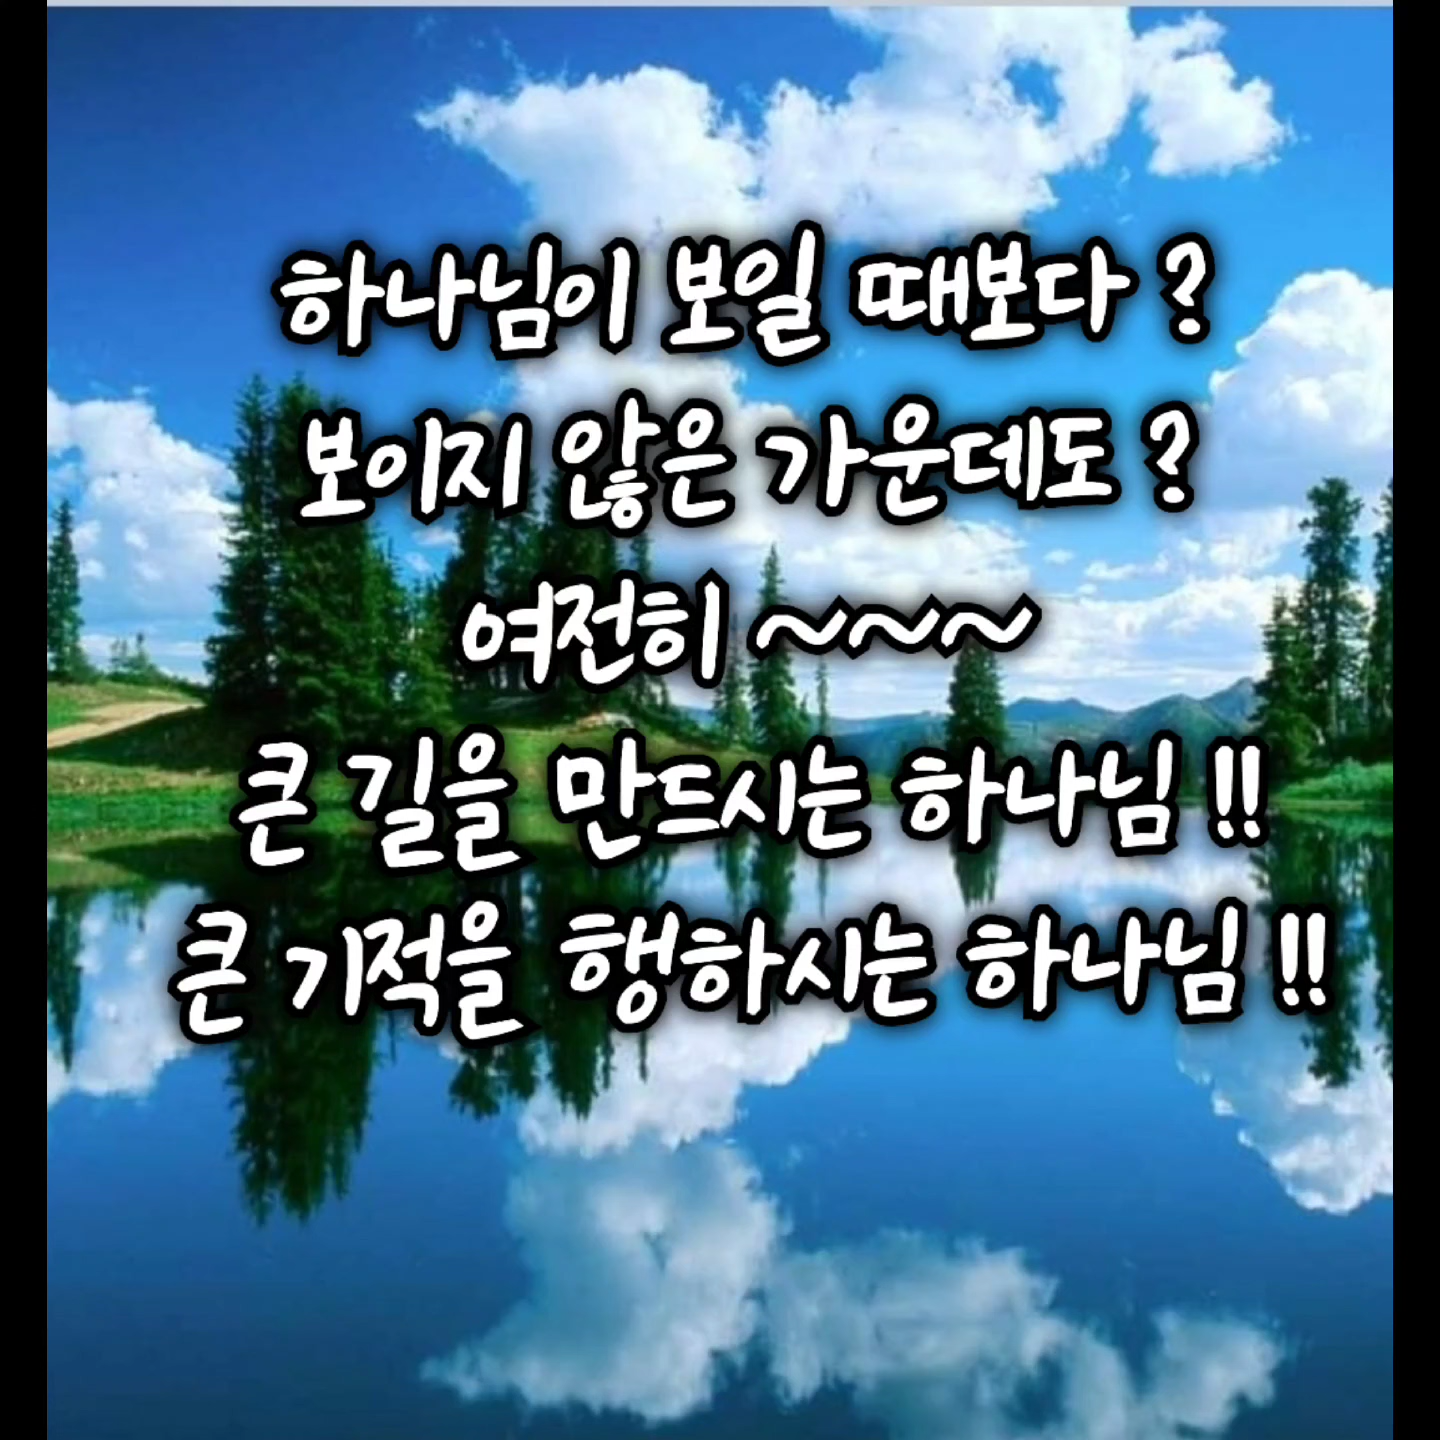 하나님이 보일 때보다 ?
보이지 않은 가운데도 ?
여전히 ~~~
큰 길을 만드시는 하나님 !!
큰 기적을 행하시는 하나님 !!